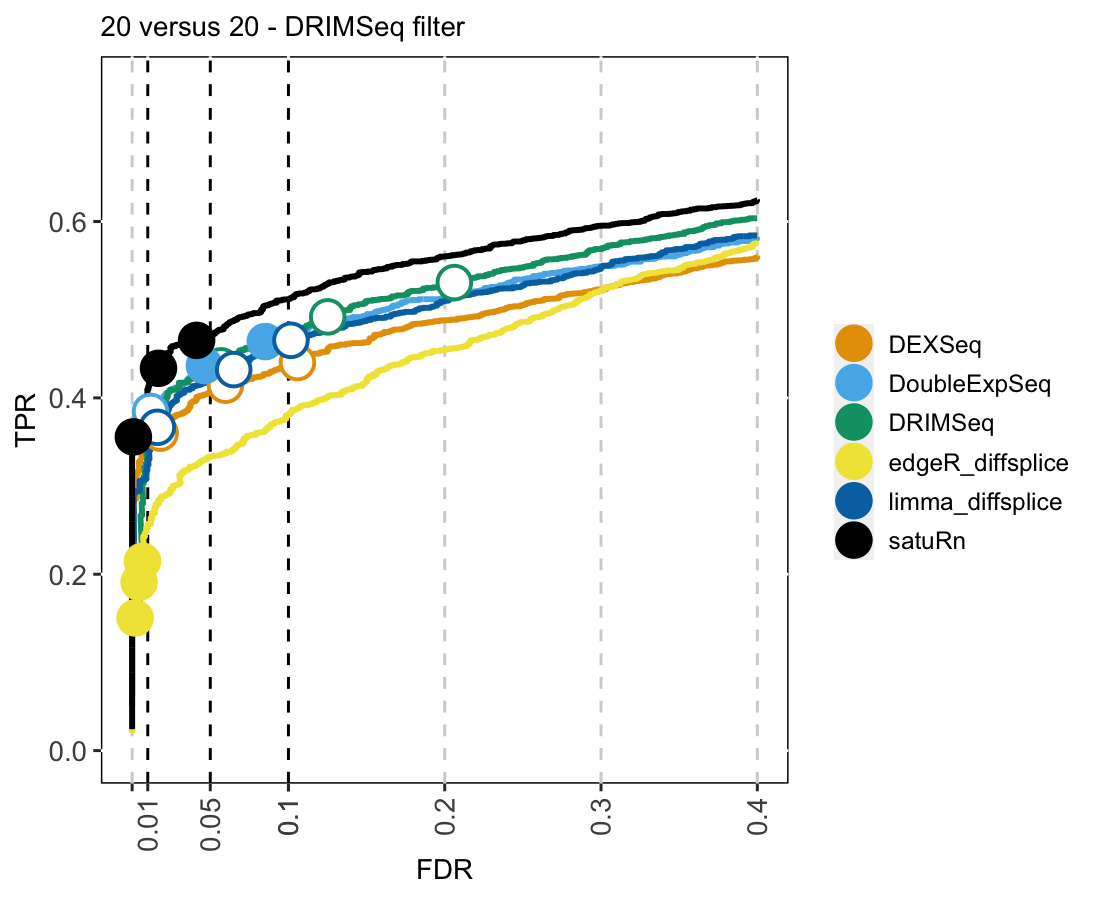 20 versus 20 - DRIMSeq filter
TPR
0.6
0.4
0.2
0.0
0.01
0.05
0.1
0.2
0.3
0.4
FDR
DEXSeq
DoubleExpSeq
DRIMSeq
edgeR_diffsplice
limma_diffsplice
satuRn